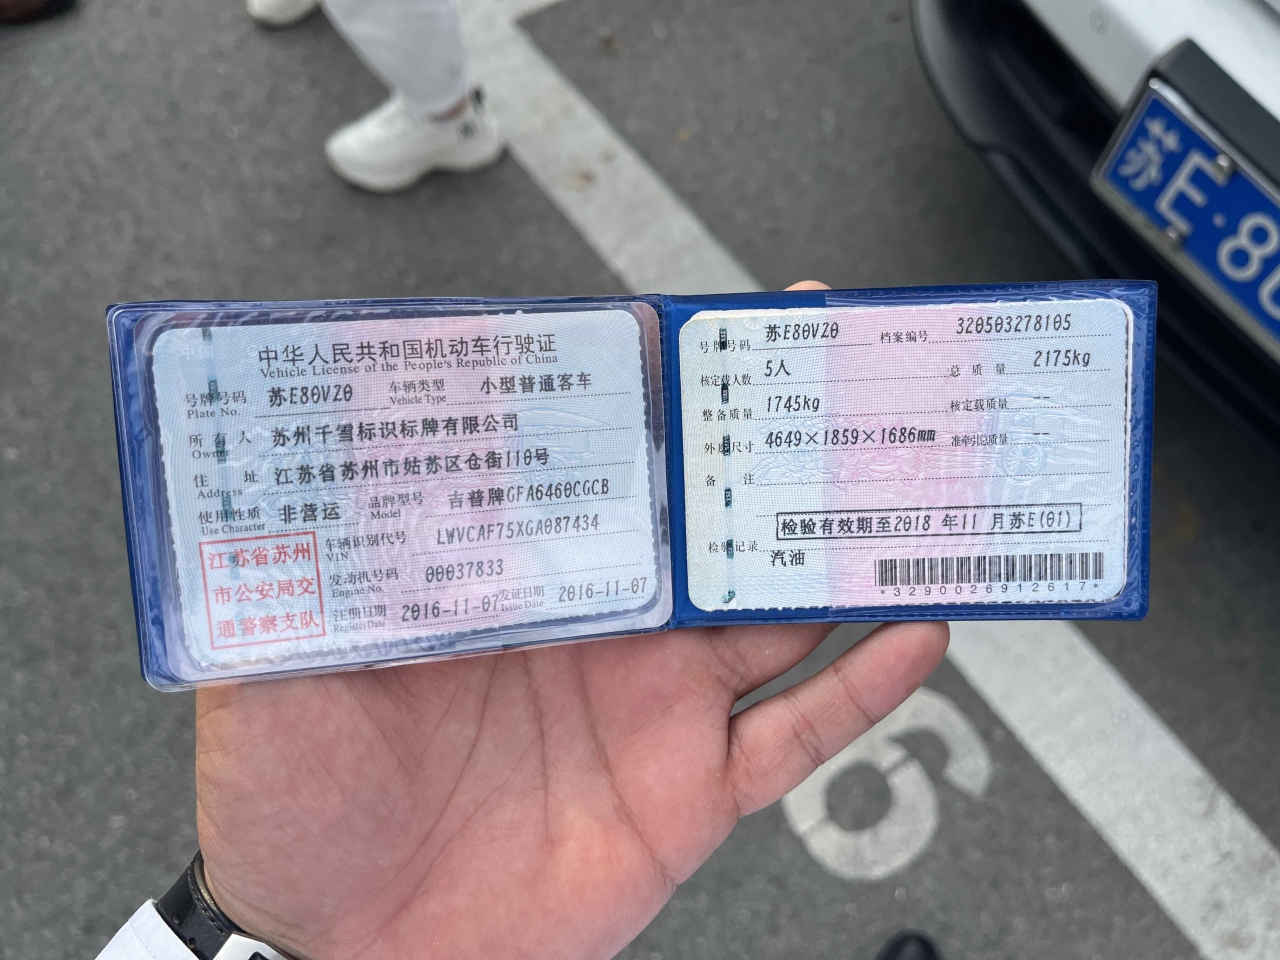 中华人民共和国机动车行驶证
Vehicle License of the People's Republic of China
号牌号码 苏E80VZ0 车辆类型 小型普通客车
Plate No. Vehicle Type
所有人 苏州千雪标识标牌有限公司
Owner
住址 江苏省苏州市姑苏区仓街110号
Address
使用性质 非营运 品牌型号 吉普牌GFA6460CGCB
Use Character Model
江苏省苏州
市公安局交
通警察支队
车辆识别代号 LWVCAF75XGA087434
VIN
发动机号码 00037833
Engine No.
注册日期 2016-11-07 发证日期 2016-11-07
Register Date Issue Date
号牌号码 苏E80VZ0 档案编号 320503278105
核定载人数 5人 总质量 2175kg
整备质量 1745kg 核定载质量 --
外廓尺寸 4649×1859×1686mm 准牵引总质量 --
备注
检验有效期至2018 年11 月苏E(01)
检验记录
汽油
*3290026912617*
苏E·80
6